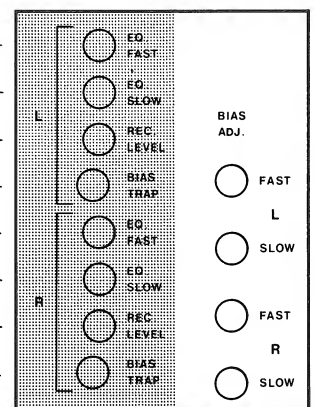 L
EQ
FAST
EQ
SLOW
REC.
LEVEL
BIAS
TRAP
R
EQ
FAST
EQ
SLOW
REC.
LEVEL
BIAS
TRAP
BIAS
ADJ.
FAST
L
SLOW
FAST
R
SLOW